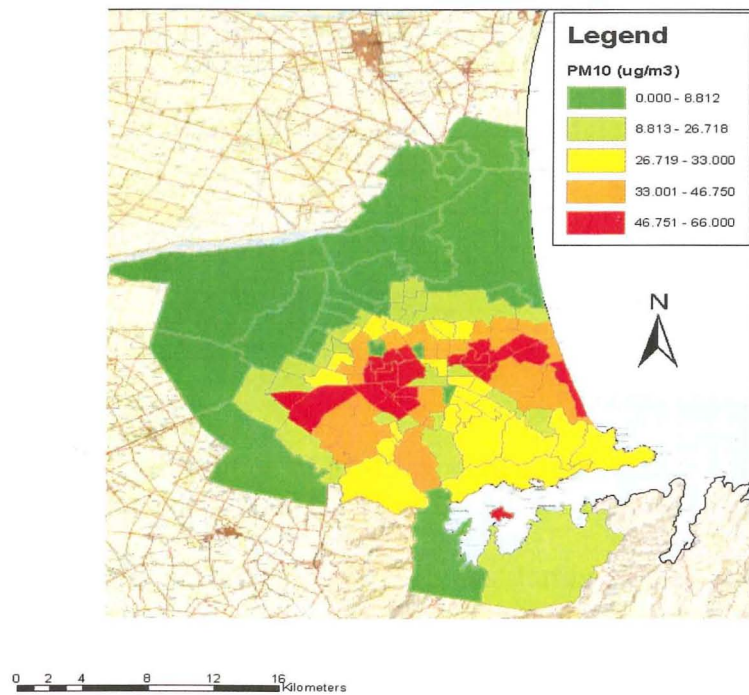 Legend
PM10 (ug/m3)
0.000 - 8.812
8.813 - 26.718
26.719 - 33.000
33.001 - 46.750
46.751 - 66.000
N
0 2 4 8 12 16
Kilometers